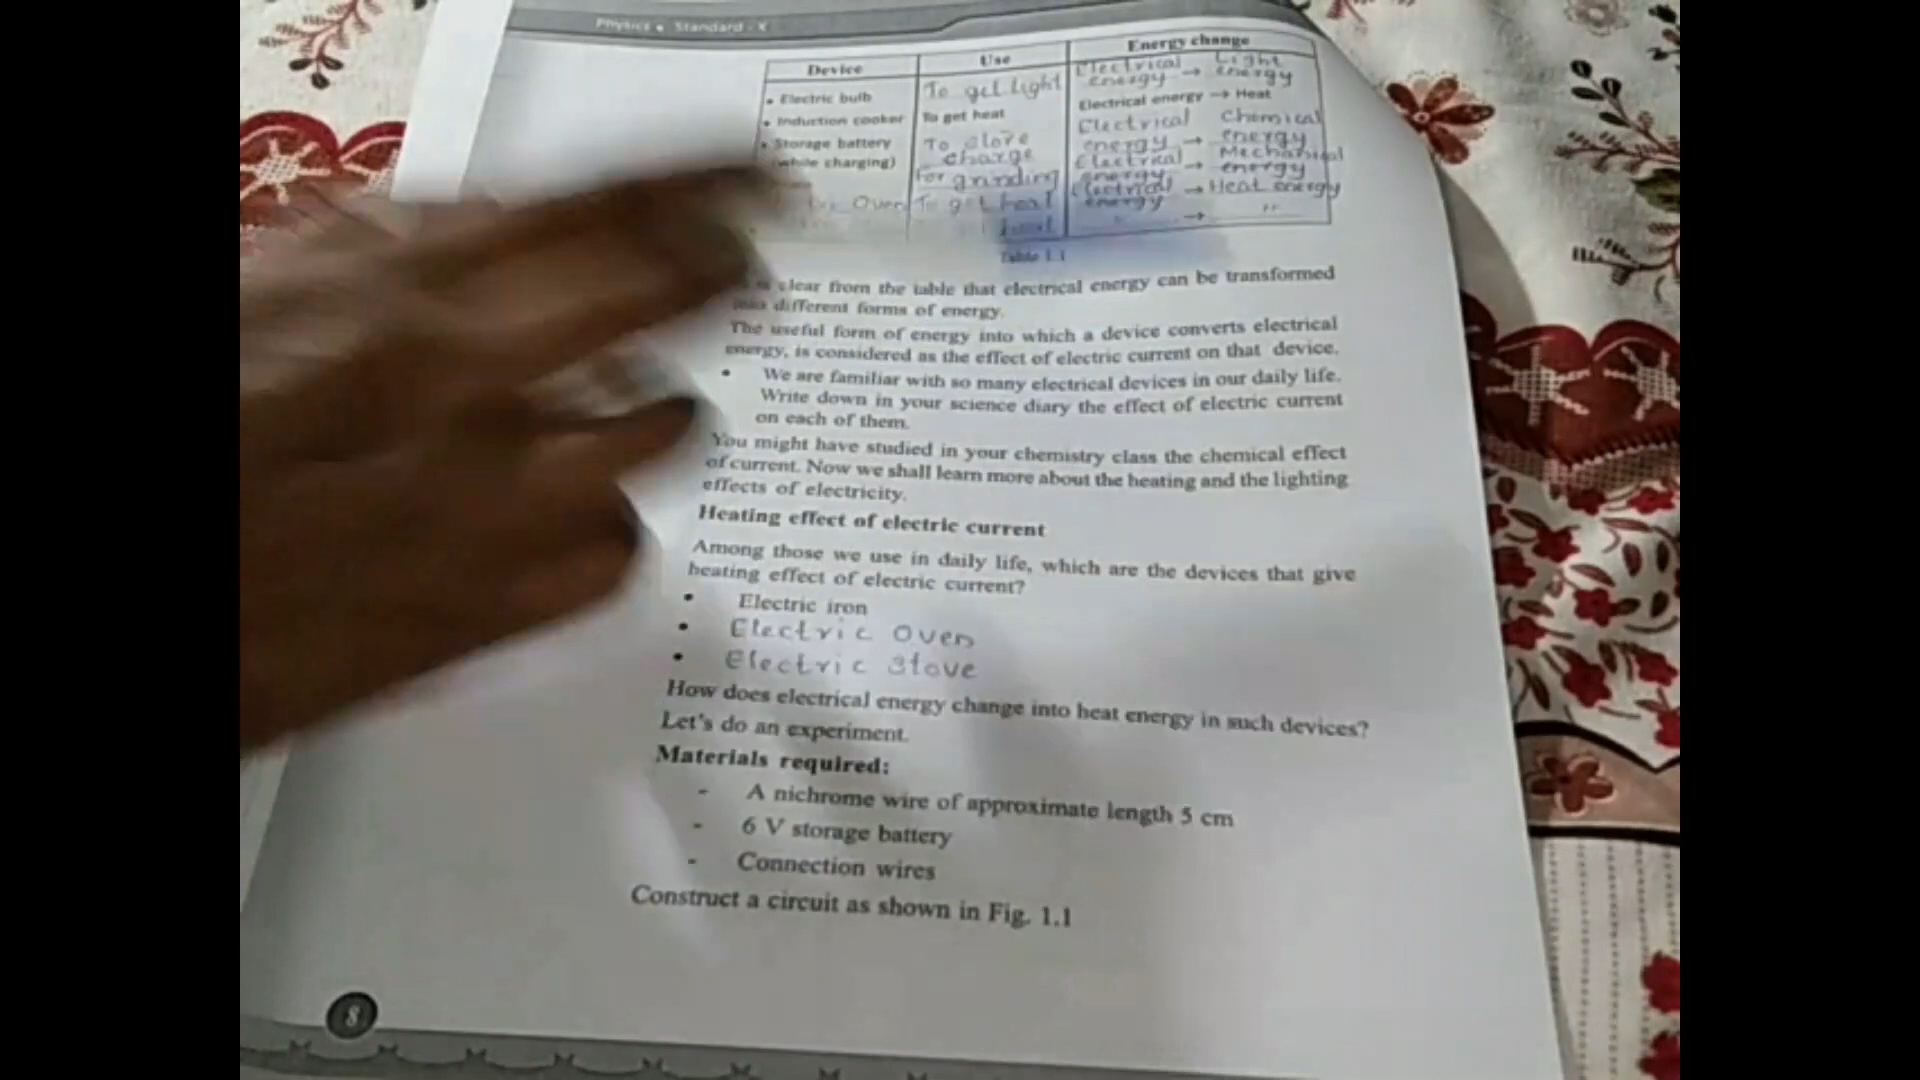 Physics • Standard - X
Device Use Energy change
• Electric bulb To get light Electrical energy → Light energy
• Induction cooker To get heat Electrical energy → Heat
• Storage battery (while charging) To store charge Electrical energy → Chemical energy
For grinding Electrical energy → Mechanical energy
Oven To get heat Electrical energy → Heat energy
heat " → "
Table 1.1
clear from the table that electrical energy can be transformed
into different forms of energy.
The useful form of energy into which a device converts electrical
energy, is considered as the effect of electric current on that device.
• We are familiar with so many electrical devices in our daily life.
Write down in your science diary the effect of electric current
on each of them.
You might have studied in your chemistry class the chemical effect
of current. Now we shall learn more about the heating and the lighting
effects of electricity.
Heating effect of electric current
Among those we use in daily life, which are the devices that give
heating effect of electric current?
• Electric iron
• Electric Oven
• Electric Stove
How does electrical energy change into heat energy in such devices?
Let's do an experiment.
Materials required:
- A nichrome wire of approximate length 5 cm
- 6 V storage battery
- Connection wires
Construct a circuit as shown in Fig. 1.1
8